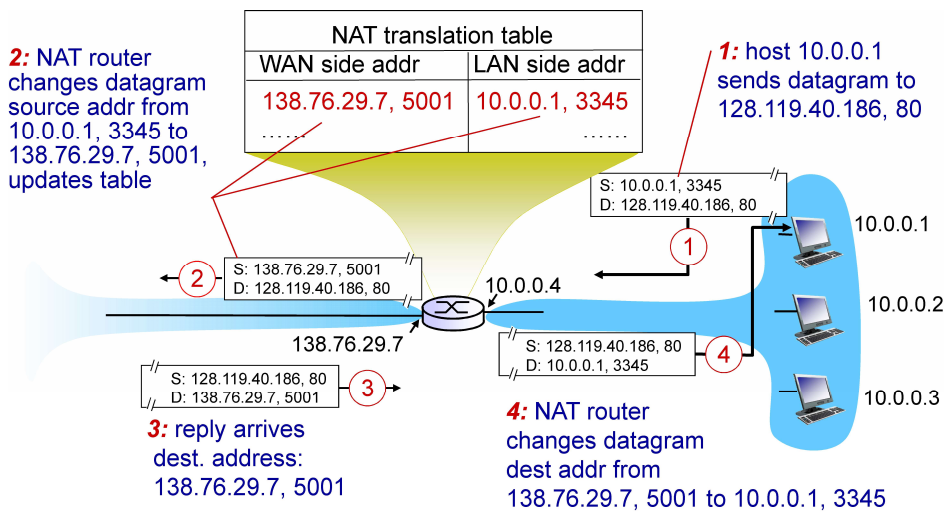 NAT translation table
WAN side addr LAN side addr
138.76.29.7, 5001 10.0.0.1, 3345
...... ......
2: NAT router
changes datagram
source addr from
10.0.0.1, 3345 to
138.76.29.7, 5001,
updates table
1: host 10.0.0.1
sends datagram to
128.119.40.186, 80
S: 10.0.0.1, 3345
D: 128.119.40.186, 80
1
10.0.0.1
S: 138.76.29.7, 5001
D: 128.119.40.186, 80
2
10.0.0.4
10.0.0.2
138.76.29.7
S: 128.119.40.186, 80
D: 10.0.0.1, 3345
4
S: 128.119.40.186, 80
D: 138.76.29.7, 5001
3
10.0.0.3
3: reply arrives
dest. address:
138.76.29.7, 5001
4: NAT router
changes datagram
dest addr from
138.76.29.7, 5001 to 10.0.0.1, 3345